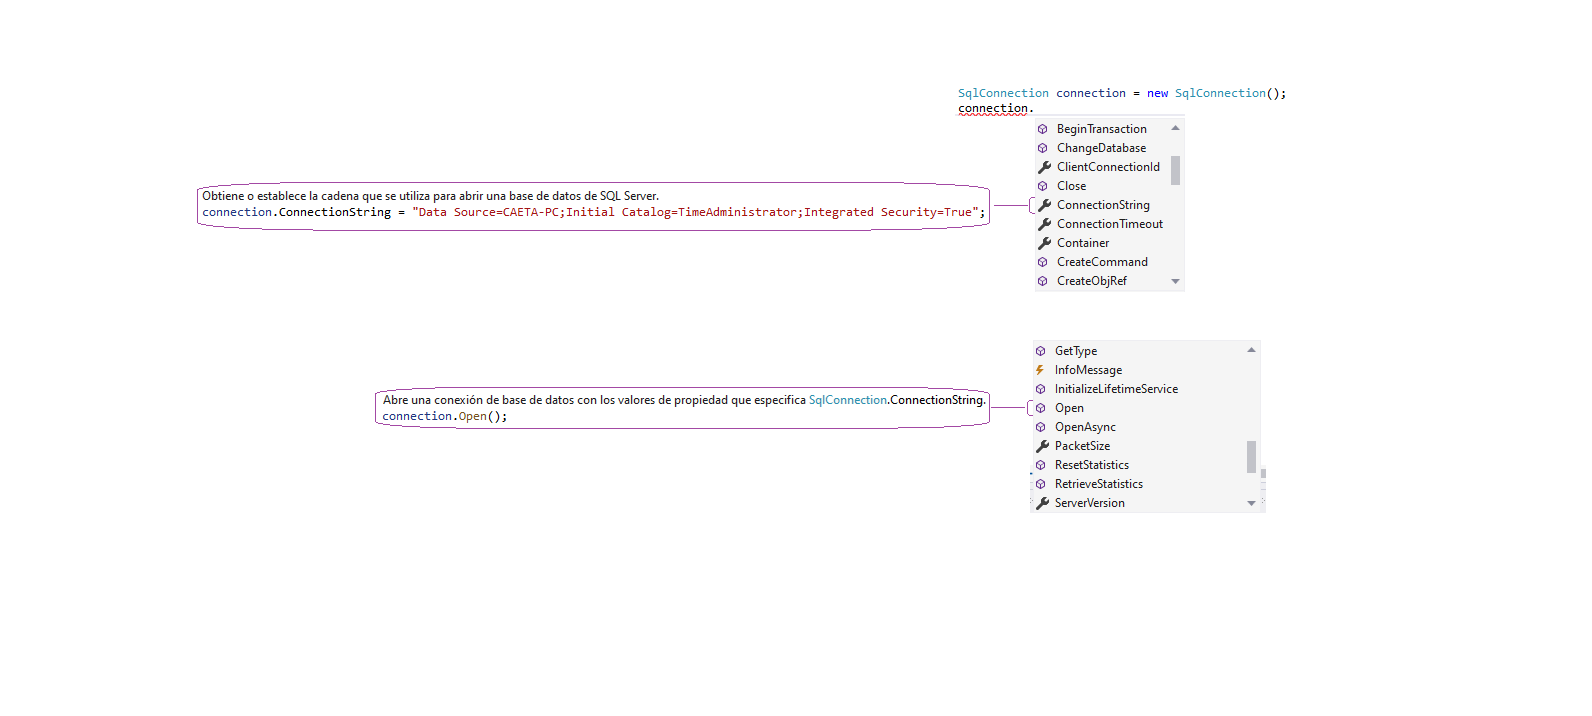 SqlConnection connection = new SqlConnection();
connection.
BeginTransaction
ChangeDatabase
ClientConnectionId
Close
ConnectionString
ConnectionTimeout
Container
CreateCommand
CreateObjRef
Obtiene o establece la cadena que se utiliza para abrir una base de datos de SQL Server.
connection.ConnectionString = "Data Source=CAETA-PC;Initial Catalog=TimeAdministrator;Integrated Security=True";
GetType
InfoMessage
InitializeLifetimeService
Open
OpenAsync
PacketSize
ResetStatistics
RetrieveStatistics
ServerVersion
Abre una conexión de base de datos con los valores de propiedad que especifica SqlConnection.ConnectionString.
connection.Open();